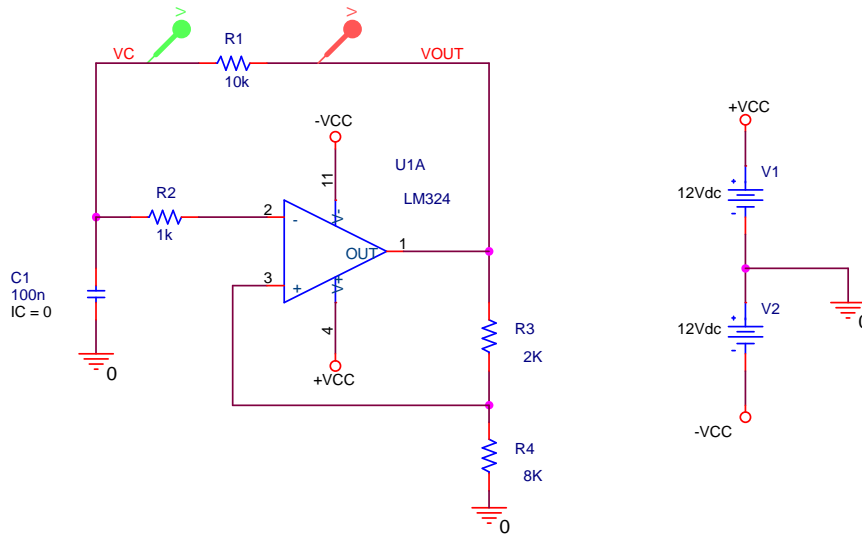 V
V
VC
R1
VOUT
10k
-VCC
+VCC
U1A
V1
11
LM324
12Vdc
R2
2
-
V-
1k
OUT
1
C1
3
+
V+
V2
0
100n
IC = 0
4
R3
12Vdc
2K
0
+VCC
-VCC
R4
8K
0